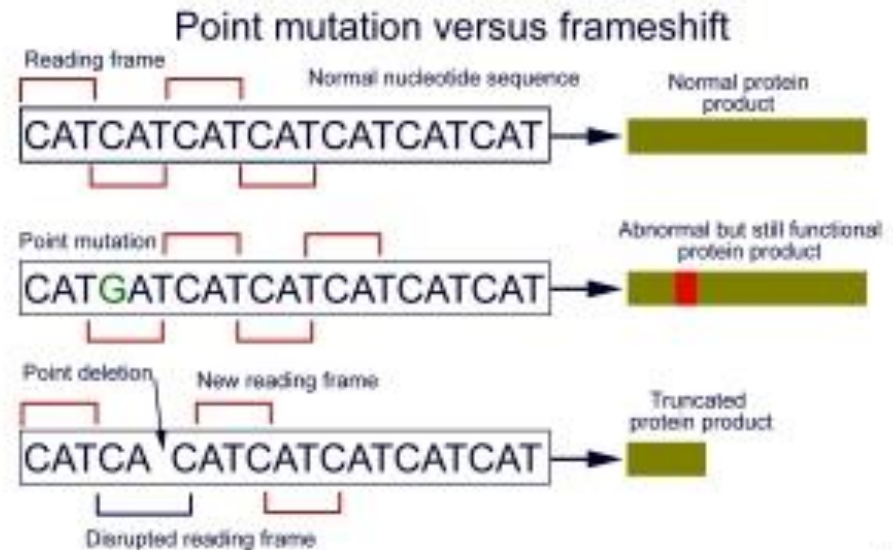 Point mutation versus frameshift
Reading frame
Normal nucleotide sequence
Normal protein
product
CATCATCATCATCATCATCAT
Point mutation
Abnormal but still functional
protein product
CATGATCATCATCATCATCAT
Point deletion
New reading frame
Truncated
protein product
CATCA CATCATCATCATCAT
Disrupted reading frame